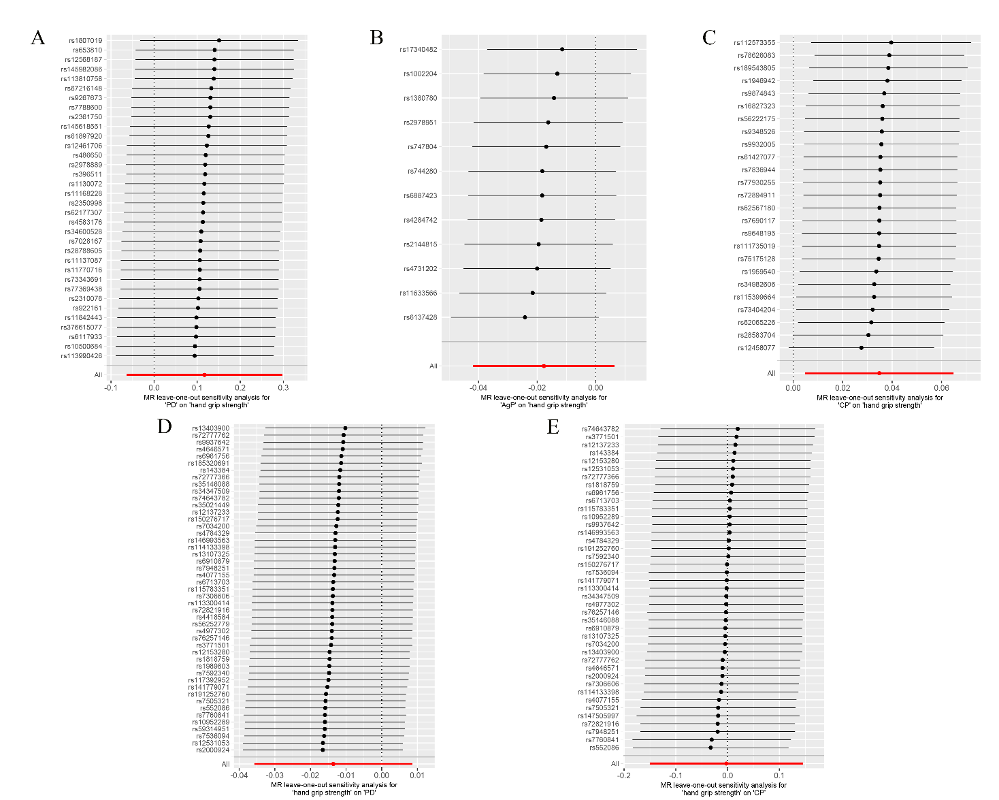 A
rs1807019
rs653810
rs12568187
rs145982086
rs113810758
rs67216148
rs9267673
rs7788600
rs2361750
rs145618551
rs61897920
rs12461706
rs486650
rs2978889
rs396511
rs1130072
rs11168228
rs2350998
rs62177307
rs4583176
rs34600528
rs7028167
rs28788605
rs11137087
rs11770716
rs73343691
rs77369438
rs2310078
rs922161
rs11842443
rs376615077
rs6117933
rs10500684
rs113990426
All
-0.1 0.0 0.1 0.2 0.3
MR leave-one-out sensitivity analysis for
'PD' on 'hand grip strength'
B
rs17340482
rs1002204
rs1380780
rs2978951
rs747804
rs744280
rs6887423
rs4284742
rs2144815
rs4731202
rs11633566
rs6137428
All
-0.04 -0.02 0.00
MR leave-one-out sensitivity analysis for
'AgP' on 'hand grip strength'
C
rs112573355
rs78626083
rs189543805
rs1946942
rs9874843
rs16827323
rs56222175
rs9348526
rs9932005
rs61427077
rs7836944
rs77930255
rs72894911
rs62567180
rs7690117
rs9648195
rs111735019
rs75175128
rs1959540
rs34982606
rs115399664
rs73404204
rs62065226
rs28583704
rs12458077
All
0.00 0.02 0.04 0.06
MR leave-one-out sensitivity analysis for
'CP' on 'hand grip strength'
D
rs13403900
rs72777762
rs9937642
rs4646571
rs6961756
rs185320691
rs143384
rs72777366
rs35146088
rs34347509
rs74643782
rs35021449
rs12137233
rs150276717
rs7034200
rs4784329
rs146993563
rs114133398
rs13107325
rs6910879
rs7948251
rs4077155
rs6713703
rs115783351
rs7306606
rs113300414
rs72821916
rs4418584
rs56252779
rs4977302
rs76257146
rs3771501
rs12153280
rs1818759
rs1989803
rs7592340
rs117392952
rs141779071
rs191252760
rs7505321
rs552086
rs7760841
rs10952289
rs59314951
rs7536094
rs12531053
rs2000924
All
-0.04 -0.03 -0.02 -0.01 0.00 0.01
MR leave-one-out sensitivity analysis for
'hand grip strength' on 'PD'
E
rs74643782
rs3771501
rs12137233
rs143384
rs12153280
rs12531053
rs72777366
rs1818759
rs6961756
rs6713703
rs115783351
rs10952289
rs9937642
rs146993563
rs4784329
rs191252760
rs7592340
rs150276717
rs7536094
rs141779071
rs113300414
rs34347509
rs4977302
rs76257146
rs35146088
rs6910879
rs13107325
rs7034200
rs13403900
rs72777762
rs4646571
rs2000924
rs7306606
rs114133398
rs4077155
rs7505321
rs147505997
rs72821916
rs7948251
rs7760841
rs552086
All
-0.2 -0.1 0.0 0.1
MR leave-one-out sensitivity analysis for
'hand grip strength' on 'CP'